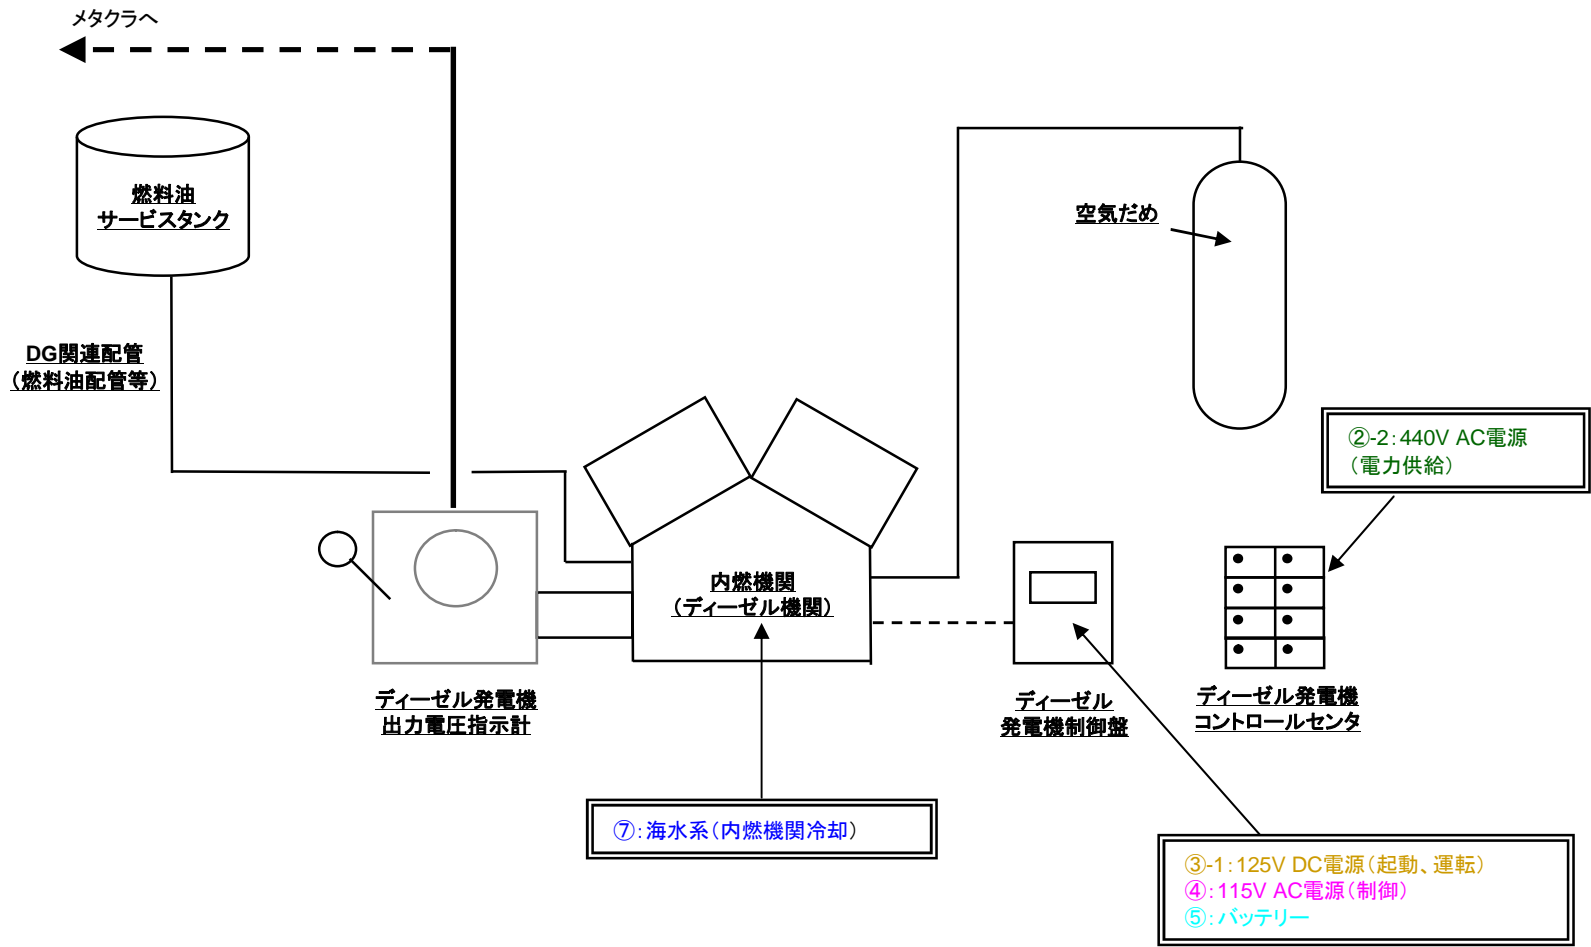 メタクラへ
燃料油
サービスタンク
空気だめ
DG関連配管
（燃料油配管等）
②-2：440V AC電源
（電力供給）
内燃機関
（ディーゼル機関）
ディーゼル発電機
出力電圧指示計
ディーゼル
発電機制御盤
ディーゼル発電機
コントロールセンタ
⑦：海水系（内燃機関冷却）
③-1：125V DC電源（起動、運転）
④：115V AC電源（制御）
⑤：バッテリー